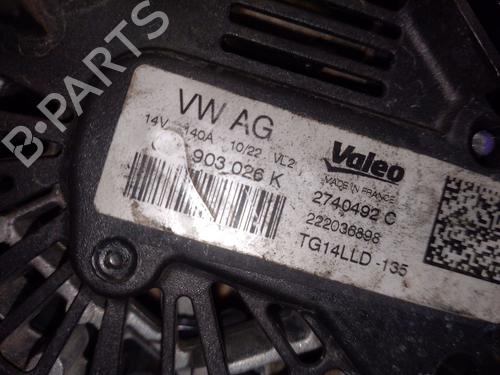 VW AG
14V 140A 10/22 VL2
903 026 K
Valeo
MADE IN FRANCE
2740492 C
222036898
TG14LLD -135
B-PARTS